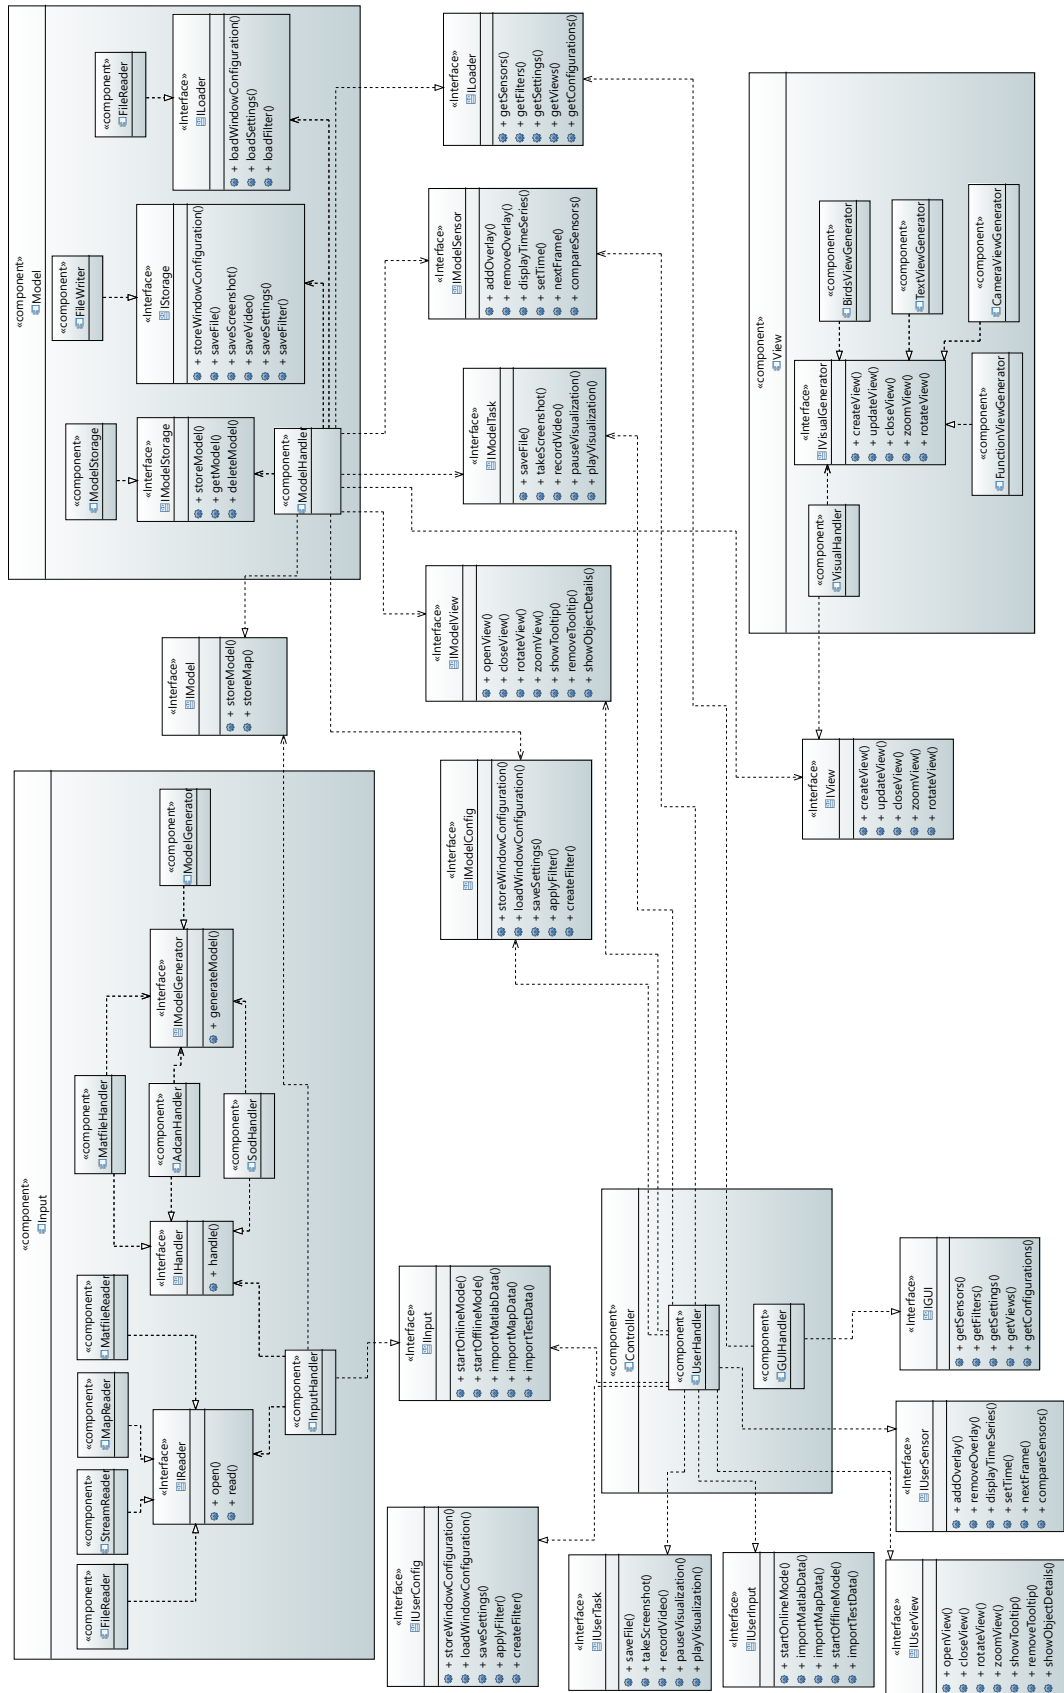 «component»
Input
«component»
FileReader
«component»
StreamReader
«component»
MapReader
«component»
MatfileReader
«Interface»
IReader
+ open()
+ read()
«component»
InputHandler
«Interface»
IHandler
+ handle()
«component»
MatfileHandler
«component»
AdcanHandler
«component»
SodHandler
«Interface»
IModelGenerator
+ generateModel()
«component»
ModelGenerator
«Interface»
IModel
+ storeModel()
+ storeMap()
«component»
Model
«component»
ModelStorage
«Interface»
IModelStorage
+ storeModel()
+ getModel()
+ deleteModel()
«component»
ModelHandler
«component»
FileWriter
«Interface»
IStorage
+ storeWindowConfiguration()
+ saveFile()
+ saveScreenshot()
+ saveVideo()
+ saveSettings()
+ saveFilter()
«component»
FileReader
«Interface»
ILoader
+ loadWindowConfiguration()
+ loadSettings()
+ loadFilter()
«Interface»
IUserConfig
+ storeWindowConfiguration()
+ loadWindowConfiguration()
+ saveSettings()
+ applyFilter()
+ createFilter()
«Interface»
IInput
+ startOnlineMode()
+ startOfflineMode()
+ importMatlabData()
+ importMapData()
+ importTestData()
«Interface»
IModelConfig
+ storeWindowConfiguration()
+ loadWindowConfiguration()
+ saveSettings()
+ applyFilter()
+ createFilter()
«Interface»
IModelView
+ openView()
+ closeView()
+ rotateView()
+ zoomView()
+ showTooltip()
+ removeTooltip()
+ showObjectDetails()
«Interface»
IModelTask
+ saveFile()
+ takeScreenshot()
+ recordVideo()
+ pauseVisualization()
+ playVisualization()
«Interface»
IModelSensor
+ addOverlay()
+ removeOverlay()
+ displayTimeSeries()
+ setTime()
+ nextFrame()
+ compareSensors()
«Interface»
ILoader
+ getSensors()
+ getFilters()
+ getSettings()
+ getViews()
+ getConfigurations()
«Interface»
IUserTask
+ saveFile()
+ takeScreenshot()
+ recordVideo()
+ pauseVisualization()
+ playVisualization()
«Interface»
IUserInput
+ startOnlineMode()
+ importMatlabData()
+ importMapData()
+ startOfflineMode()
+ importTestData()
«Interface»
IUserView
+ openView()
+ closeView()
+ rotateView()
+ zoomView()
+ showTooltip()
+ removeTooltip()
+ showObjectDetails()
«component»
Controller
«component»
UserHandler
«component»
GUIHandler
«Interface»
IUserSensor
+ addOverlay()
+ removeOverlay()
+ displayTimeSeries()
+ setTime()
+ nextFrame()
+ compareSensors()
«Interface»
IGUI
+ getSensors()
+ getFilters()
+ getSettings()
+ getViews()
+ getConfigurations()
«Interface»
IView
+ createView()
+ updateView()
+ closeView()
+ zoomView()
+ rotateView()
«component»
View
«component»
VisualHandler
«Interface»
IVisualGenerator
+ createView()
+ updateView()
+ closeView()
+ zoomView()
+ rotateView()
«component»
BirdsViewGenerator
«component»
TextViewGenerator
«component»
CameraViewGenerator
«component»
FunctionViewGenerator